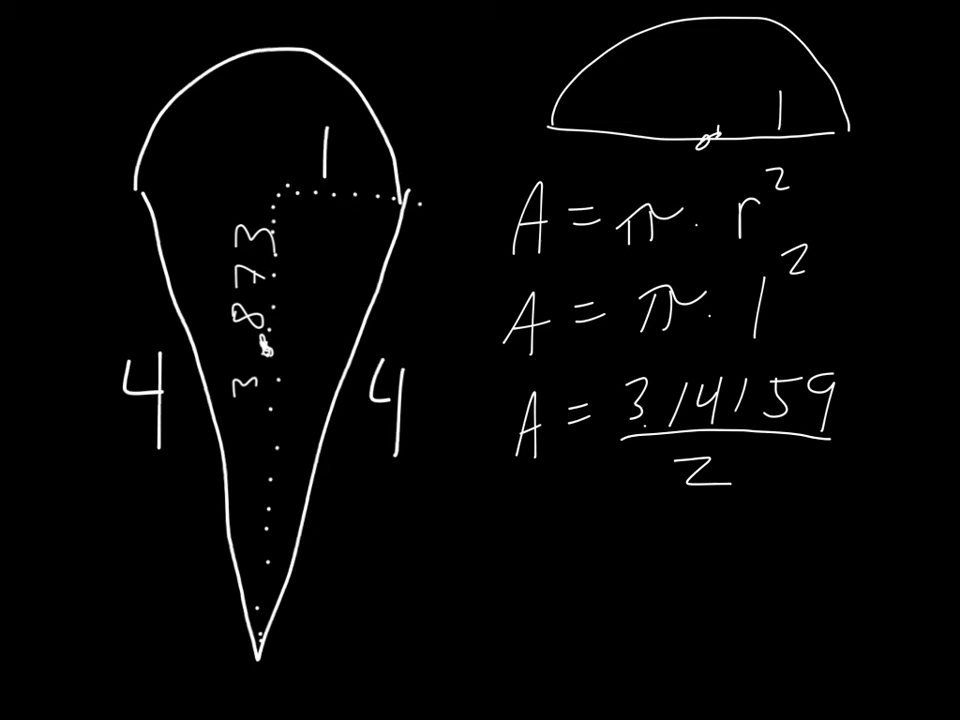 1
3.873
4
4
1
A = π · r²
A = π · 1²
A = 3.14159
2